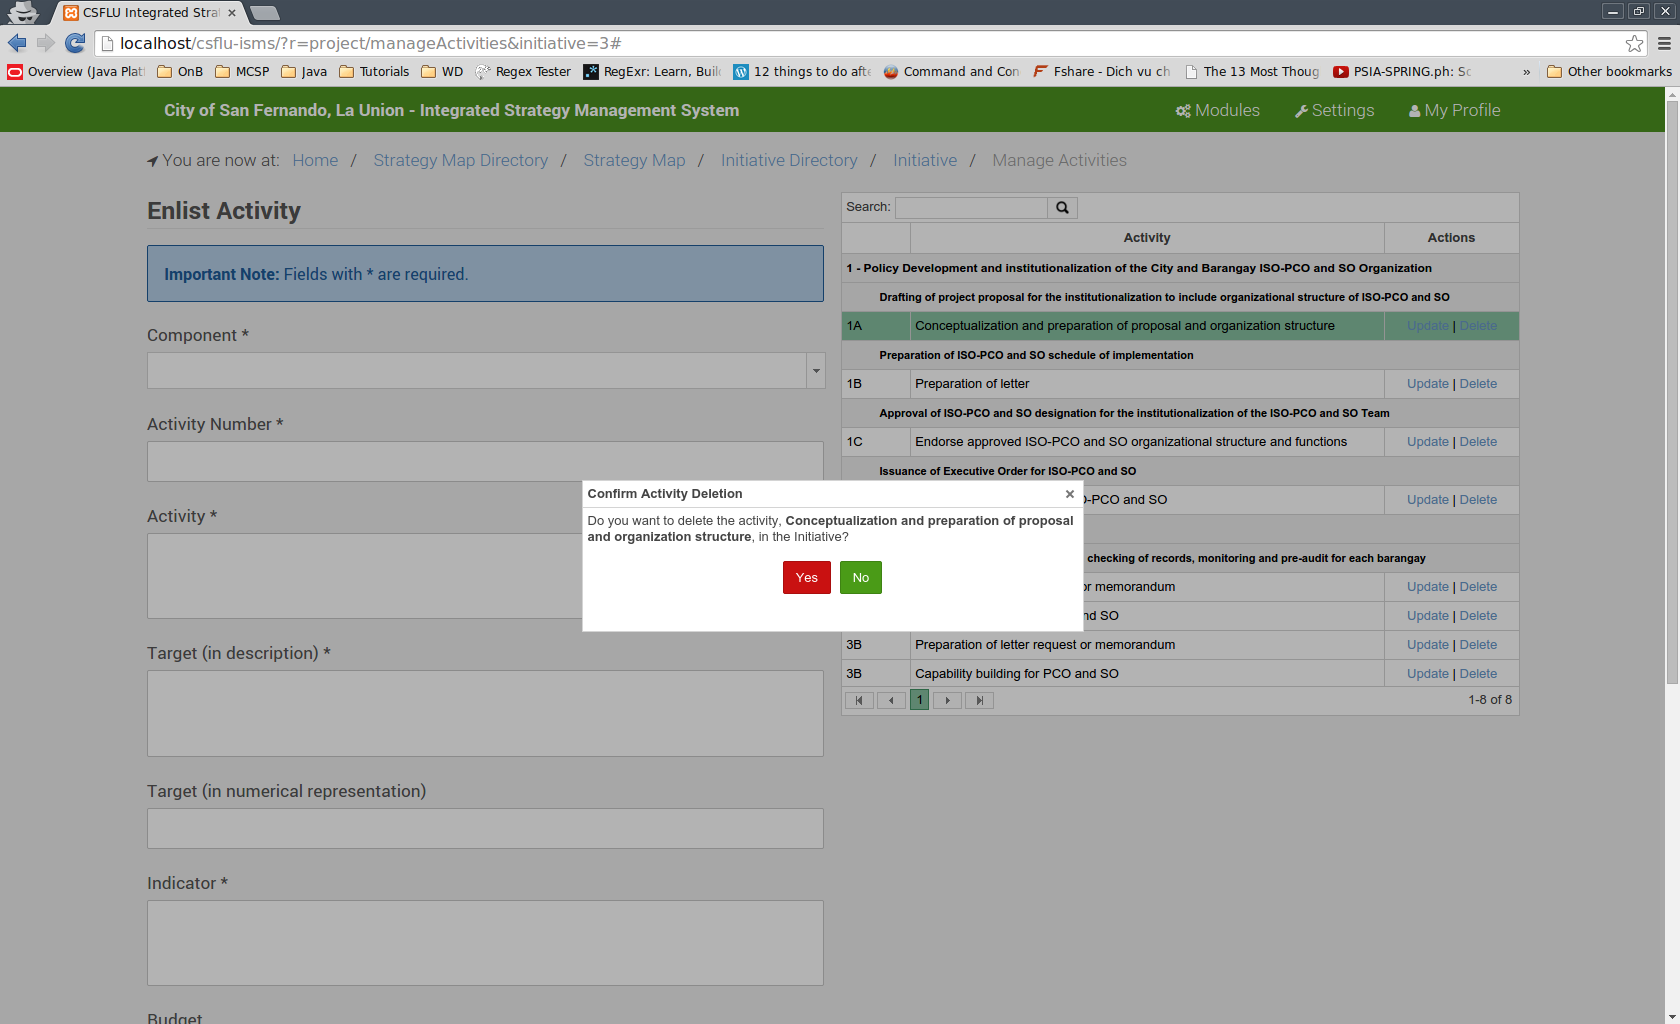 CSFLU Integrated Stra
localhost/csflu-isms/?r=project/manageActivities&initiative=3#
Overview (Java Plat OnB MCSP Java Tutorials WD Regex Tester RegExr: Learn, Buil 12 things to do afte Command and Con Fshare - Dich vu ch The 13 Most Thoug PSIA-SPRING.ph: Sc » Other bookmarks
City of San Fernando, La Union - Integrated Strategy Management System Modules Settings My Profile
You are now at: Home / Strategy Map Directory / Strategy Map / Initiative Directory / Initiative / Manage Activities
Enlist Activity
Important Note: Fields with * are required.
Component *
Activity Number *
Activity *
Target (in description) *
Target (in numerical representation)
Indicator *
Budget
Search:
Activity Actions
1 - Policy Development and institutionalization of the City and Barangay ISO-PCO and SO Organization
Drafting of project proposal for the institutionalization to include organizational structure of ISO-PCO and SO
1A Conceptualization and preparation of proposal and organization structure Update | Delete
Preparation of ISO-PCO and SO schedule of implementation
1B Preparation of letter Update | Delete
Approval of ISO-PCO and SO designation for the institutionalization of the ISO-PCO and SO Team
1C Endorse approved ISO-PCO and SO organizational structure and functions Update | Delete
Issuance of Executive Order for ISO-PCO and SO
-PCO and SO Update | Delete
checking of records, monitoring and pre-audit for each barangay
or memorandum Update | Delete
nd SO Update | Delete
3B Preparation of letter request or memorandum Update | Delete
3B Capability building for PCO and SO Update | Delete
1 1-8 of 8
Confirm Activity Deletion ×
Do you want to delete the activity, Conceptualization and preparation of proposal
and organization structure, in the Initiative?
Yes No